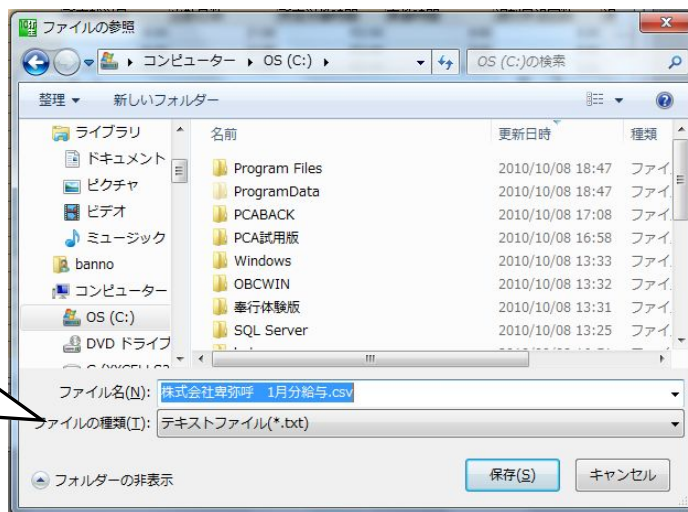 ファイルの参照
コンピューター ▸ OS (C:) ▸
OS (C:)の検索
整理 ▼ 新しいフォルダー
名前 更新日時 種類
ライブラリ
ドキュメント
ピクチャ
ビデオ
ミュージック
banno
コンピューター
OS (C:)
DVD ドライブ
Program Files 2010/10/08 18:47 ファイ
ProgramData 2010/10/08 18:47 ファイ
PCABACK 2010/10/08 17:08 ファイ
PCA試用版 2010/10/08 16:58 ファイ
Windows 2010/10/08 13:33 ファイ
OBCWIN 2010/10/08 13:32 ファイ
奉行体験版 2010/10/08 13:31 ファイ
SQL Server 2010/10/08 13:25 ファイ
ファイル名(N): 株式会社卑弥呼 1月分給与.csv
ファイルの種類(T): テキストファイル(*.txt)
フォルダーの非表示
保存(S) キャンセル